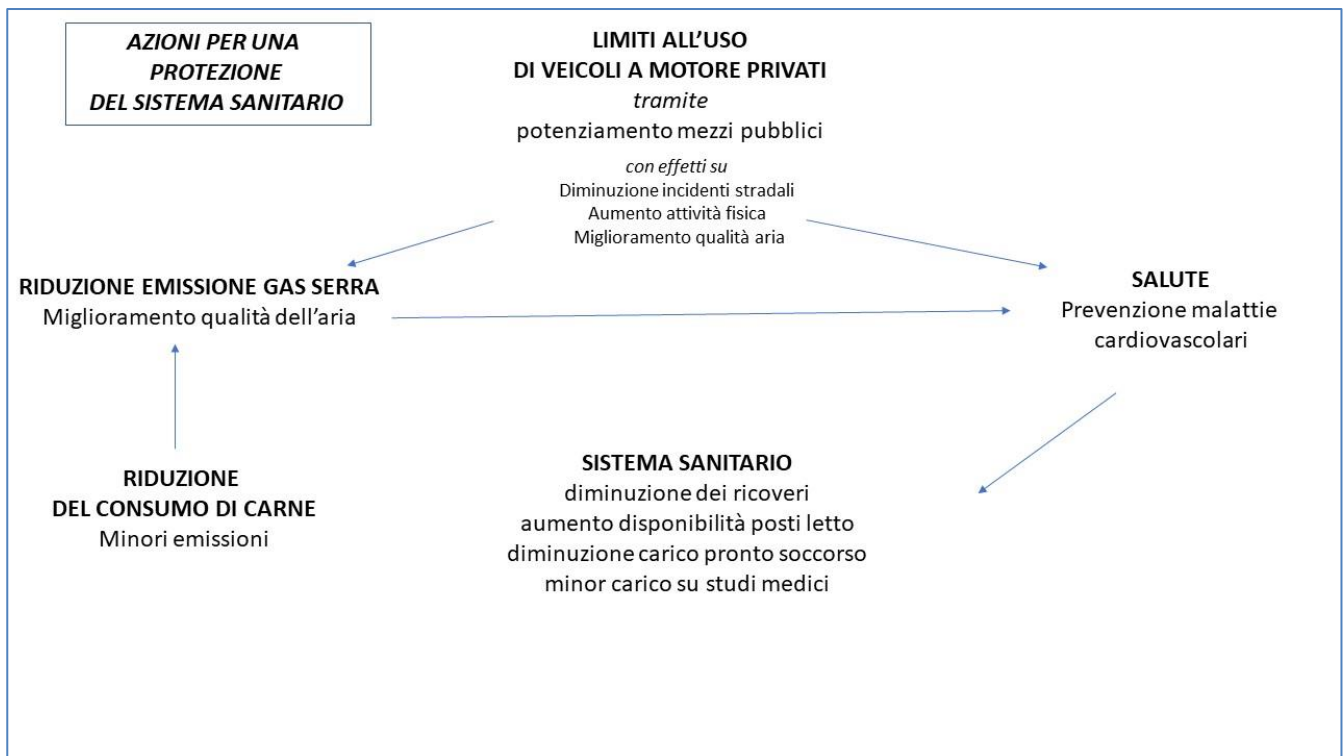 AZIONI PER UNA
PROTEZIONE
DEL SISTEMA SANITARIO
LIMITI ALL'USO
DI VEICOLI A MOTORE PRIVATI
tramite
potenziamento mezzi pubblici
con effetti su
Diminuzione incidenti stradali
Aumento attività fisica
Miglioramento qualità aria
RIDUZIONE EMISSIONE GAS SERRA
Miglioramento qualità dell'aria
SALUTE
Prevenzione malattie
cardiovascolari
RIDUZIONE
DEL CONSUMO DI CARNE
Minori emissioni
SISTEMA SANITARIO
diminuzione dei ricoveri
aumento disponibilità posti letto
diminuzione carico pronto soccorso
minor carico su studi medici